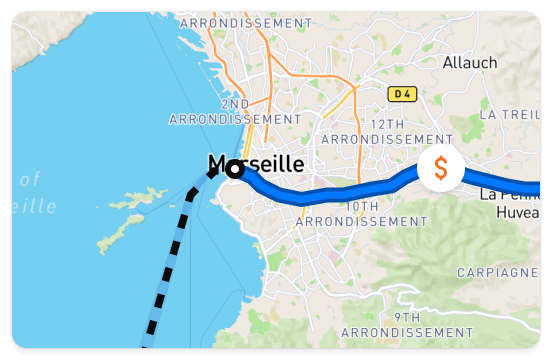 ARRONDISSEMENT
Allauch
D 4
2ND
ARRONDISSEMENT
LA TREIL
12TH
ARRONDISSEMENT
Marseille
$
of
eille
La Penne
Huvea
10TH
ARRONDISSEMENT
CARPIAGNE
9TH
ARRONDISSEMENT